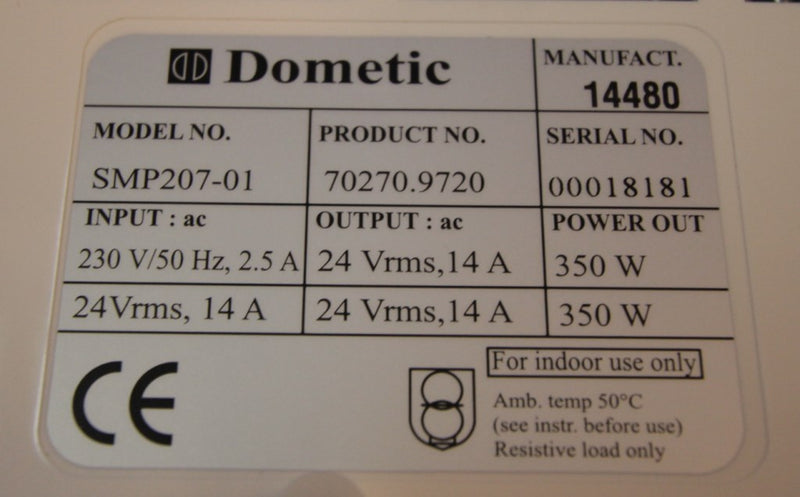 Dometic
MANUFACT.
14480
MODEL NO.
PRODUCT NO.
SERIAL NO.
SMP207-01
70270.9720
00018181
INPUT : ac
OUTPUT : ac
POWER OUT
230 V/50 Hz, 2.5 A
24 Vrms,14 A
350 W
24Vrms, 14 A
24 Vrms,14 A
350 W
CE
For indoor use only
Amb. temp 50°C
(see instr. before use)
Resistive load only